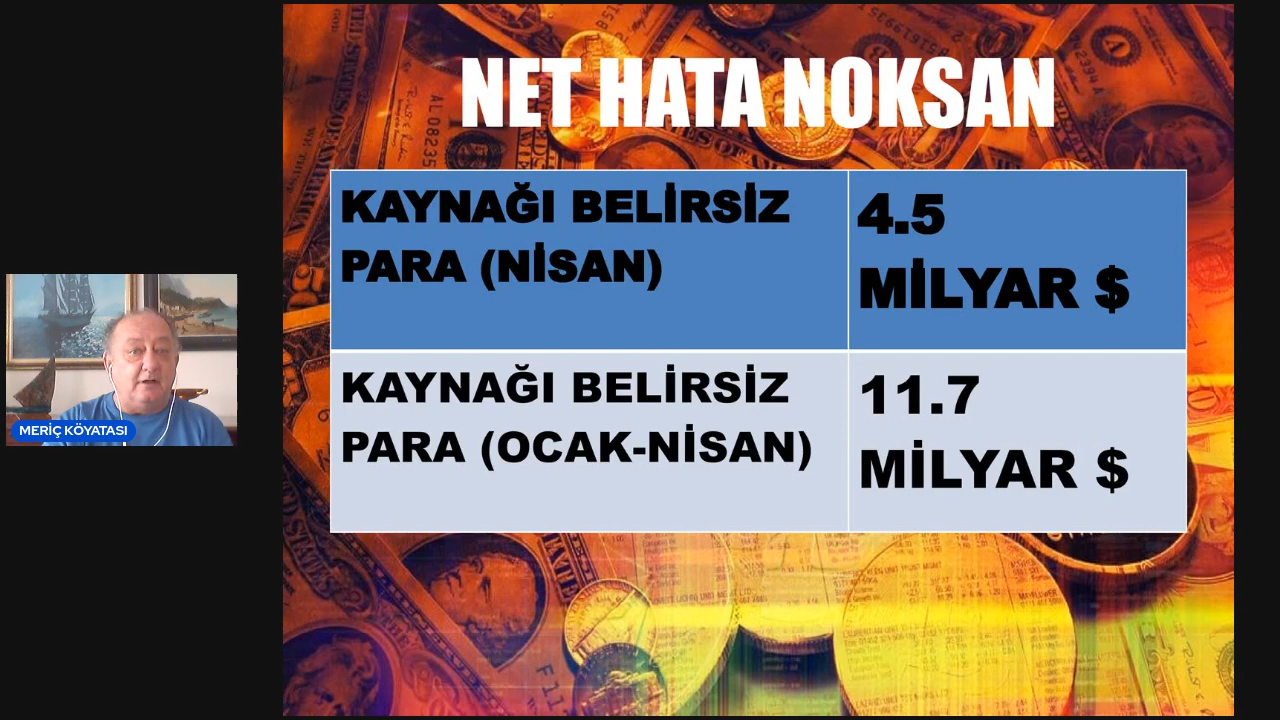 NET HATA NOKSAN
KAYNAĞI BELİRSİZ
PARA (NİSAN)
4.5
MİLYAR $
KAYNAĞI BELİRSİZ
PARA (OCAK-NİSAN)
11.7
MİLYAR $
MERİÇ KÖYATASI